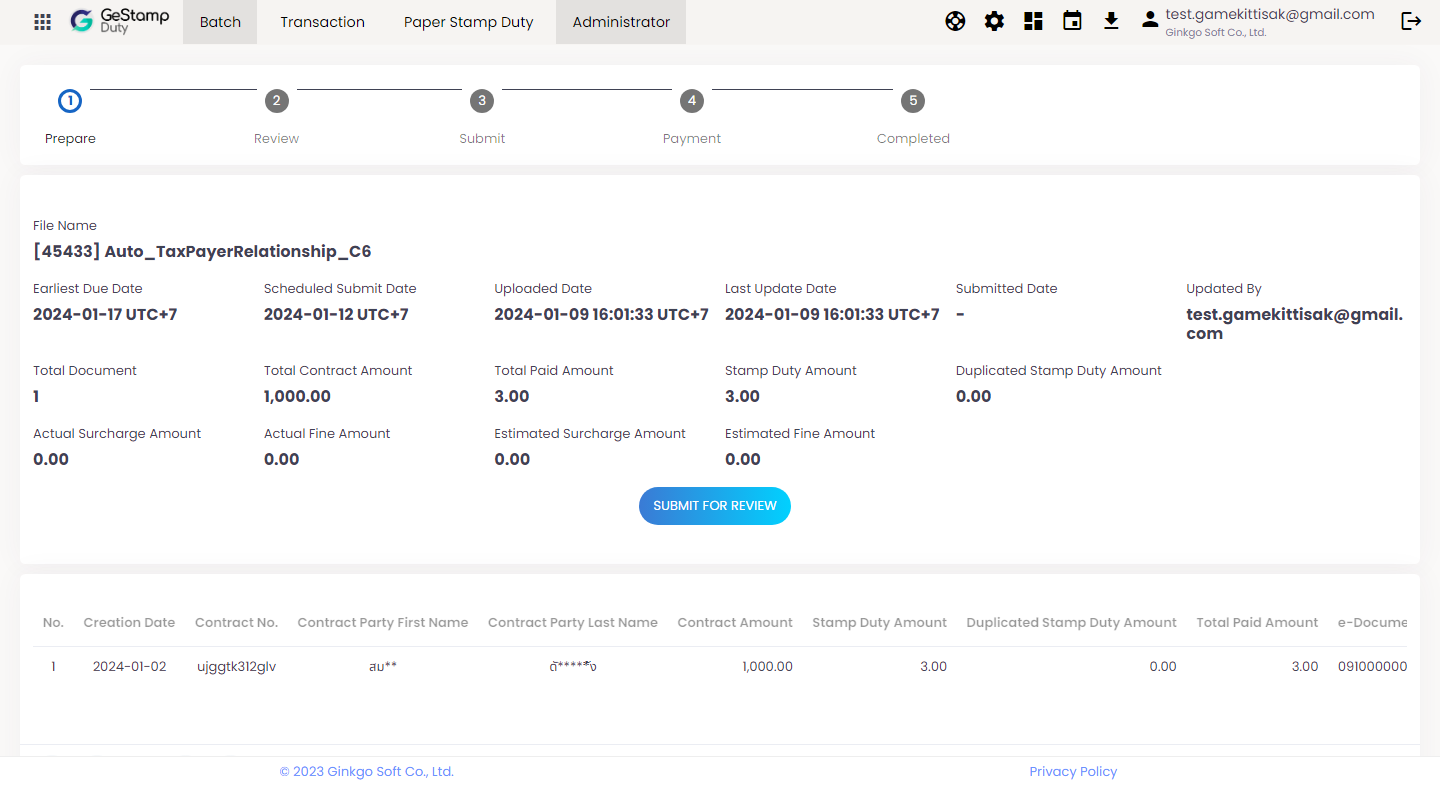 GeStamp
Duty
Batch
Transaction
Paper Stamp Duty
Administrator
test.gamekittisak@gmail.com
Ginkgo Soft Co., Ltd.
1
2
3
4
5
Prepare
Review
Submit
Payment
Completed
File Name
[45433] Auto_TaxPayerRelationship_C6
Earliest Due Date
Scheduled Submit Date
Uploaded Date
Last Update Date
Submitted Date
Updated By
2024-01-17 UTC+7
2024-01-12 UTC+7
2024-01-09 16:01:33 UTC+7
2024-01-09 16:01:33 UTC+7
-
test.gamekittisak@gmail.
com
Total Document
Total Contract Amount
Total Paid Amount
Stamp Duty Amount
Duplicated Stamp Duty Amount
1
1,000.00
3.00
3.00
0.00
Actual Surcharge Amount
Actual Fine Amount
Estimated Surcharge Amount
Estimated Fine Amount
0.00
0.00
0.00
0.00
SUBMIT FOR REVIEW
No. Creation Date Contract No. Contract Party First Name Contract Party Last Name Contract Amount Stamp Duty Amount Duplicated Stamp Duty Amount Total Paid Amount e-Docume
1 2024-01-02 ujggtk312glv สม** 1,000.00 3.00 0.00 3.00 091000000
© 2023 Ginkgo Soft Co., Ltd.
Privacy Policy